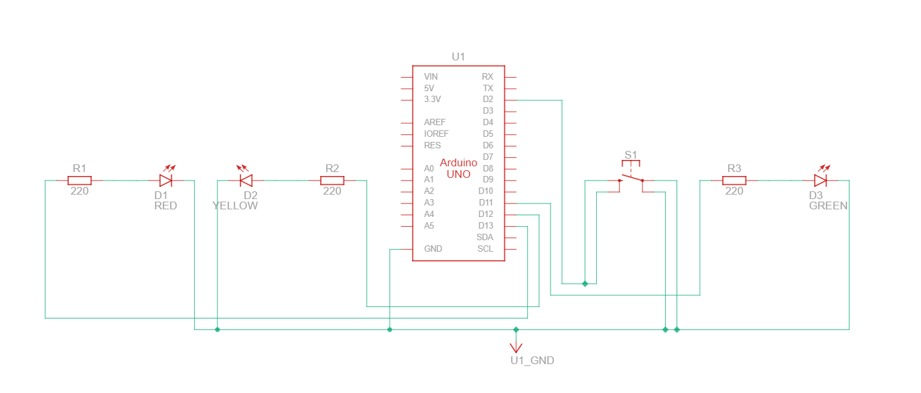 U1
VIN RX
5V TX
3.3V D2
D3
AREF D4
IOREF D5
RES D6
D7
A0 D8
Arduino
UNO
A1 D9
A2 D10
A3 D11
A4 D12
A5 D13
SDA
GND SCL
R1
220
D1
RED
D2
YELLOW
R2
220
S1
R3
220
D3
GREEN
U1_GND